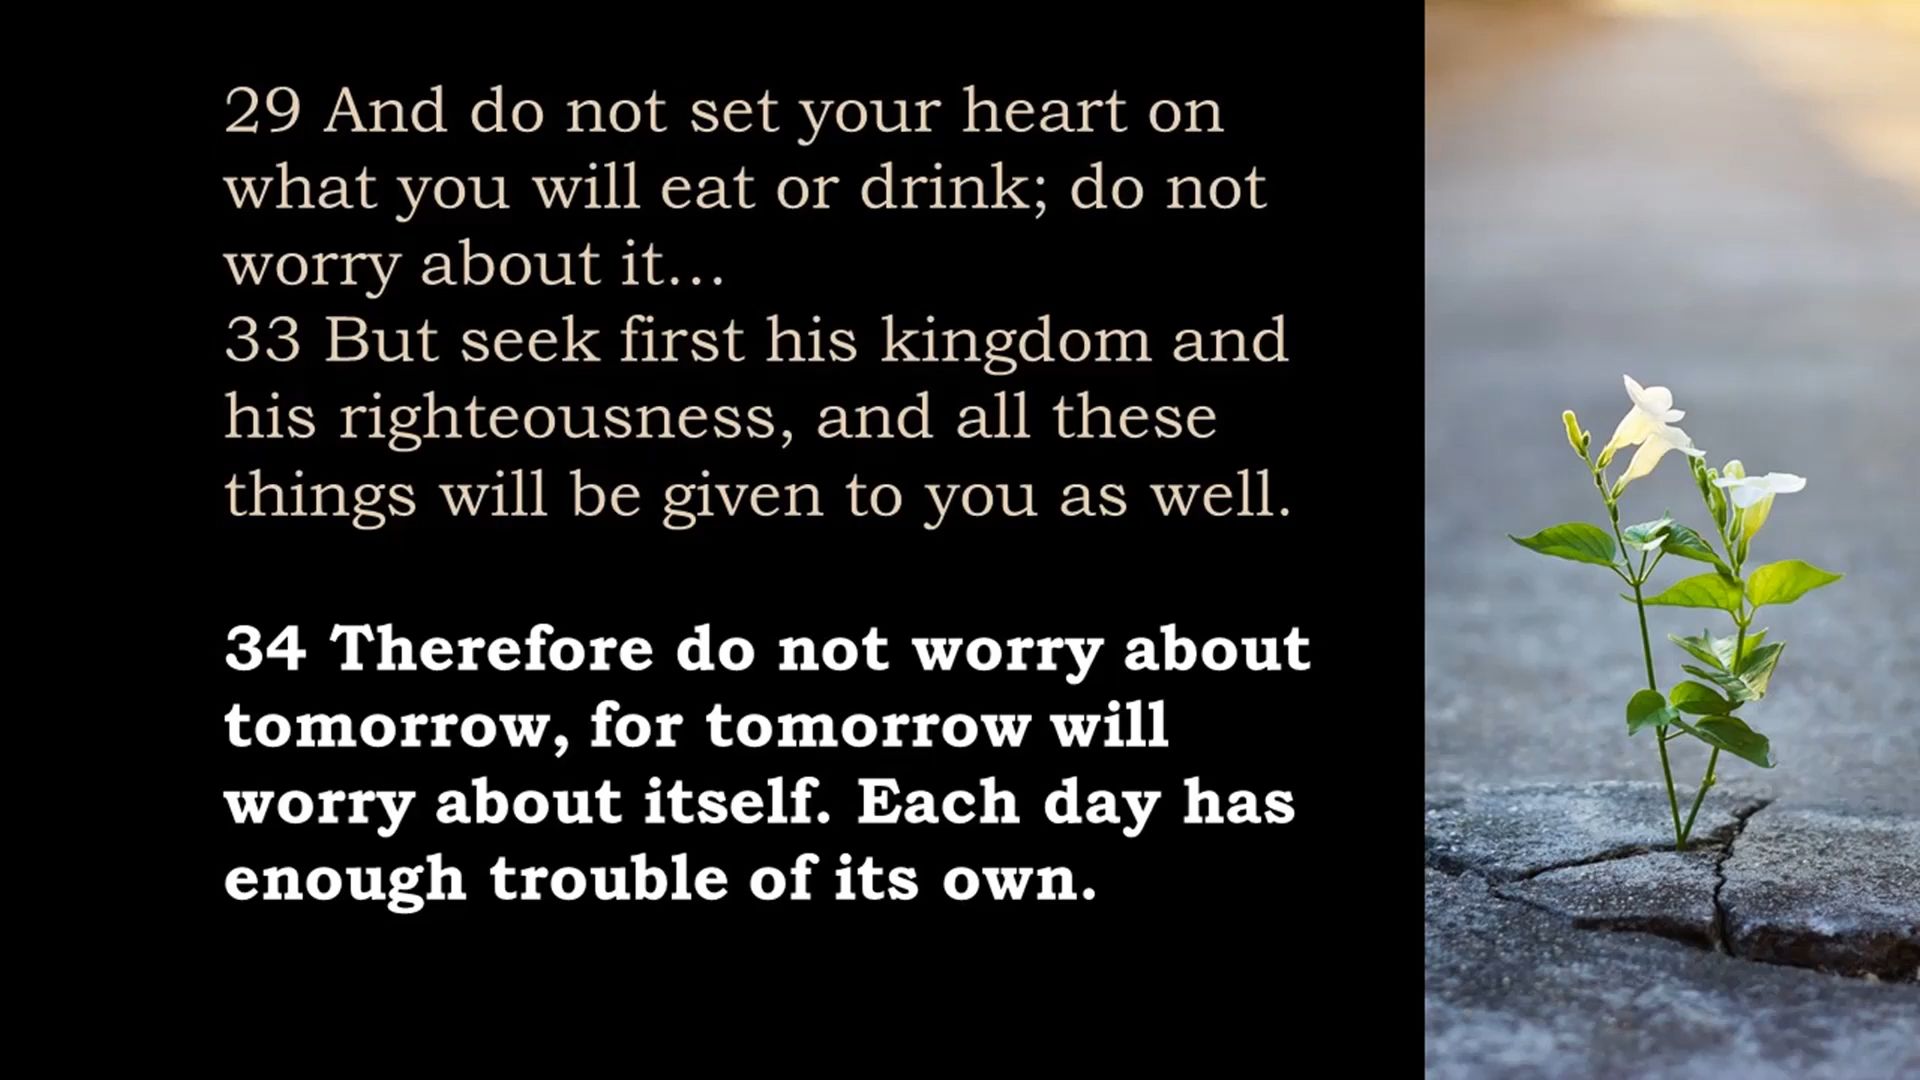 29 And do not set your heart on
what you will eat or drink; do not
worry about it…
33 But seek first his kingdom and
his righteousness, and all these
things will be given to you as well.
34 Therefore do not worry about
tomorrow, for tomorrow will
worry about itself. Each day has
enough trouble of its own.